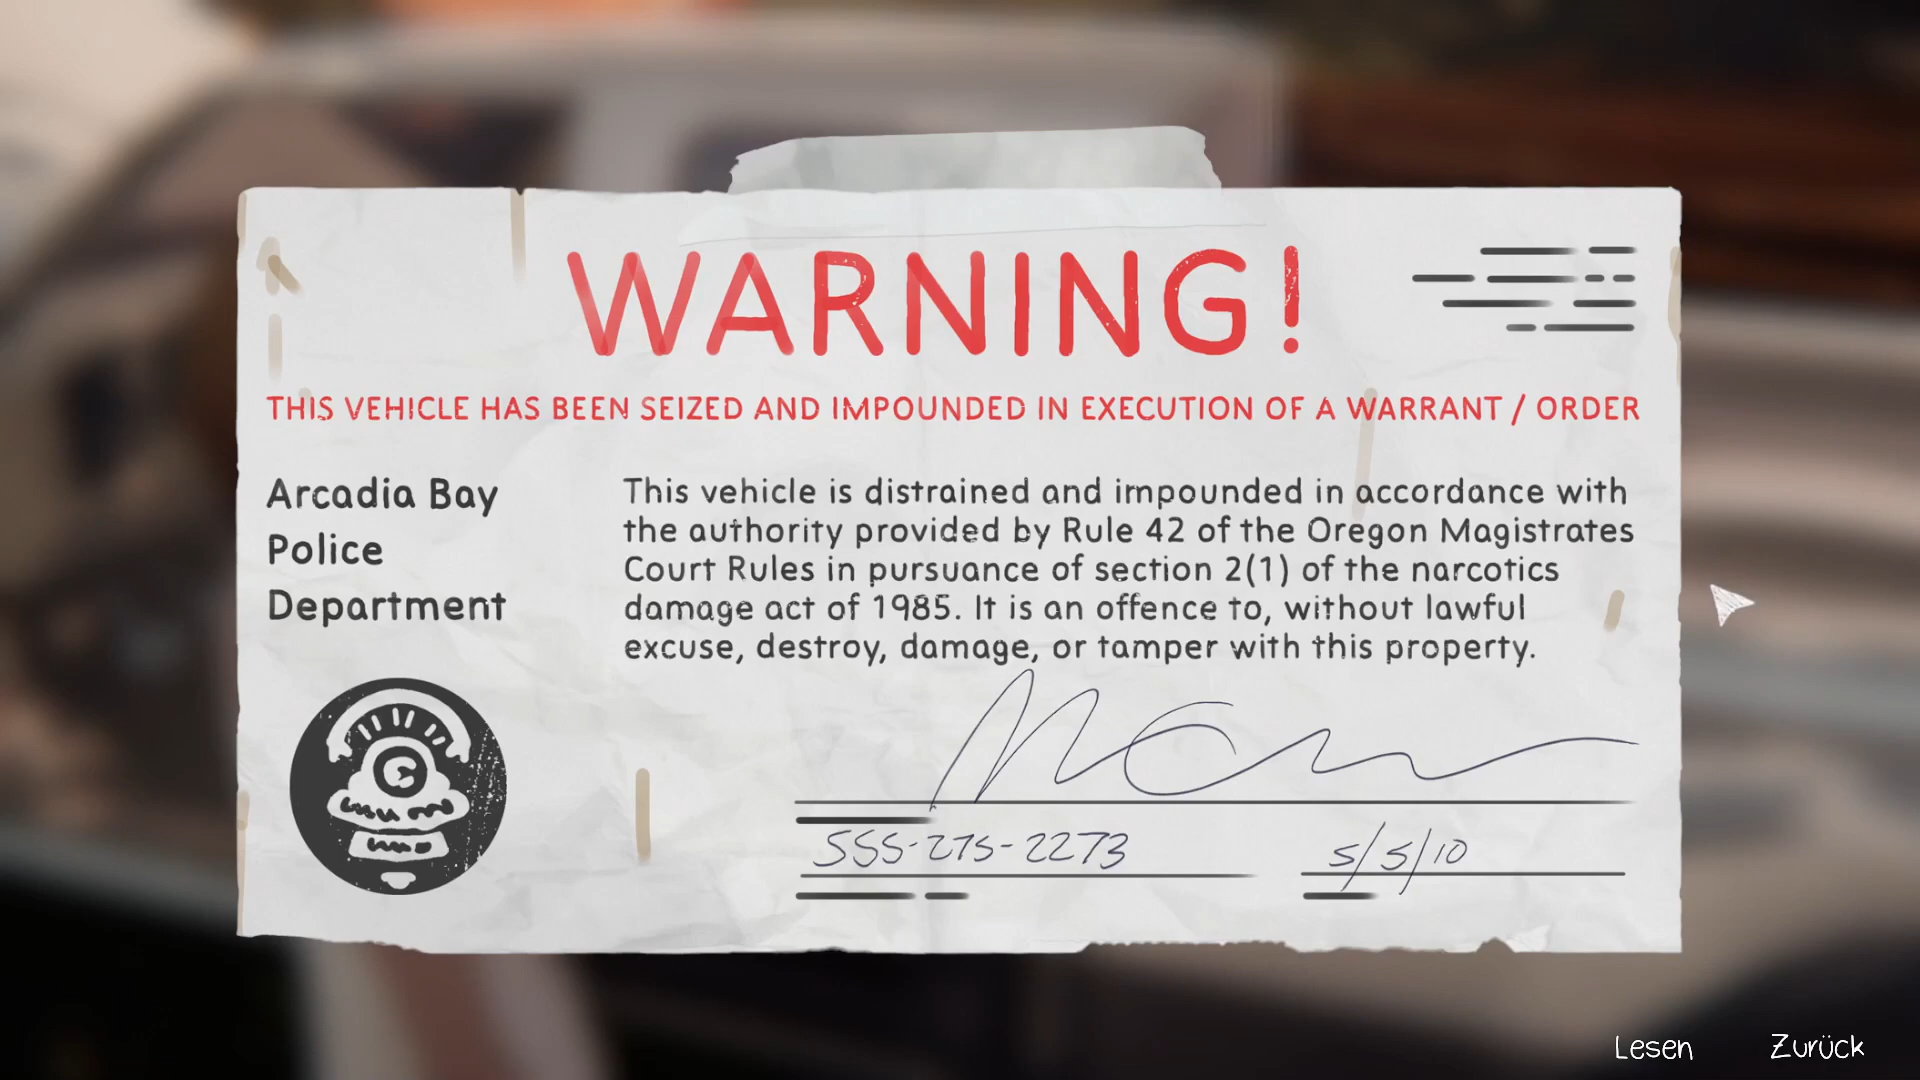 WARNING!
THIS VEHICLE HAS BEEN SEIZED AND IMPOUNDED IN EXECUTION OF A WARRANT / ORDER
Arcadia Bay
Police
Department
This vehicle is distrained and impounded in accordance with
the authority provided by Rule 42 of the Oregon Magistrates
Court Rules in pursuance of section 2(1) of the narcotics
damage act of 1985. It is an offence to, without lawful
excuse, destroy, damage, or tamper with this property.
555-275-2273
5/5/10
Lesen
Zurück